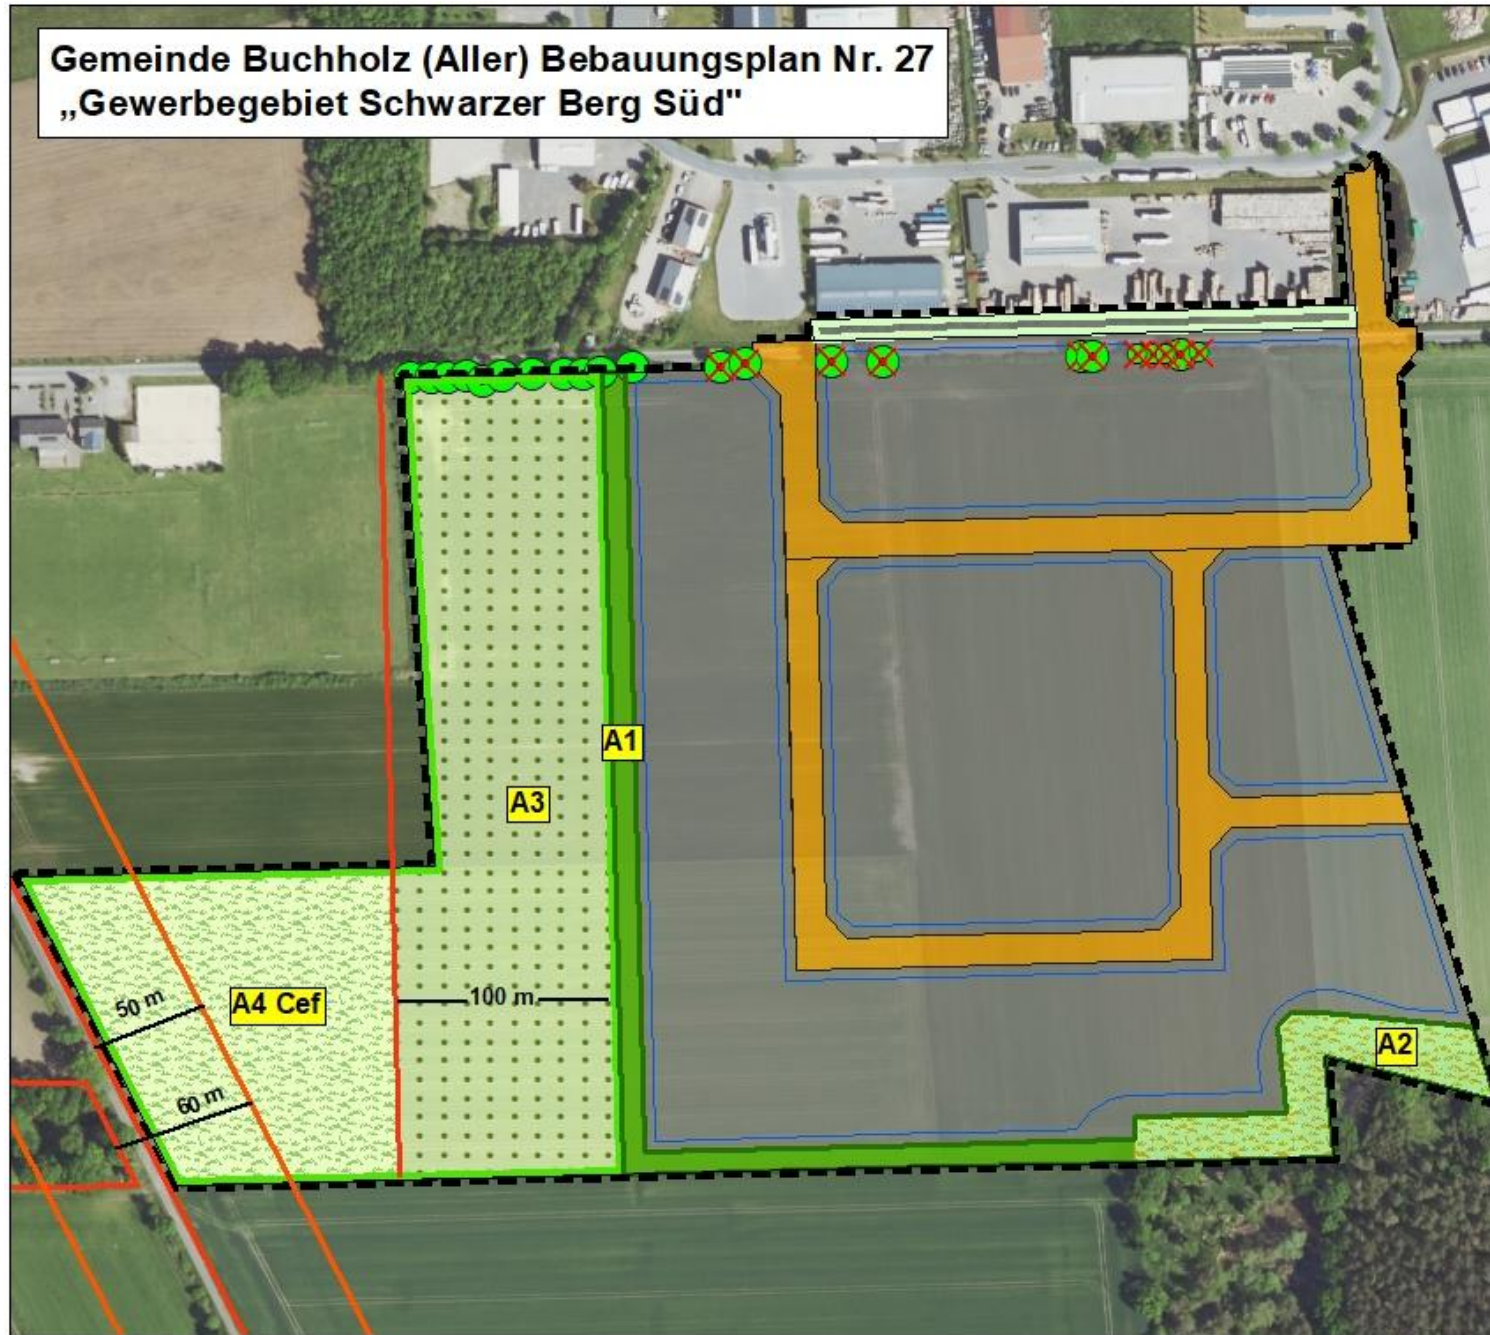 Gemeinde Buchholz (Aller) Bebauungsplan Nr. 27
„Gewerbegebiet Schwarzer Berg Süd"
A1
A3
100 m
50 m
A4 Cef
A2
60 m